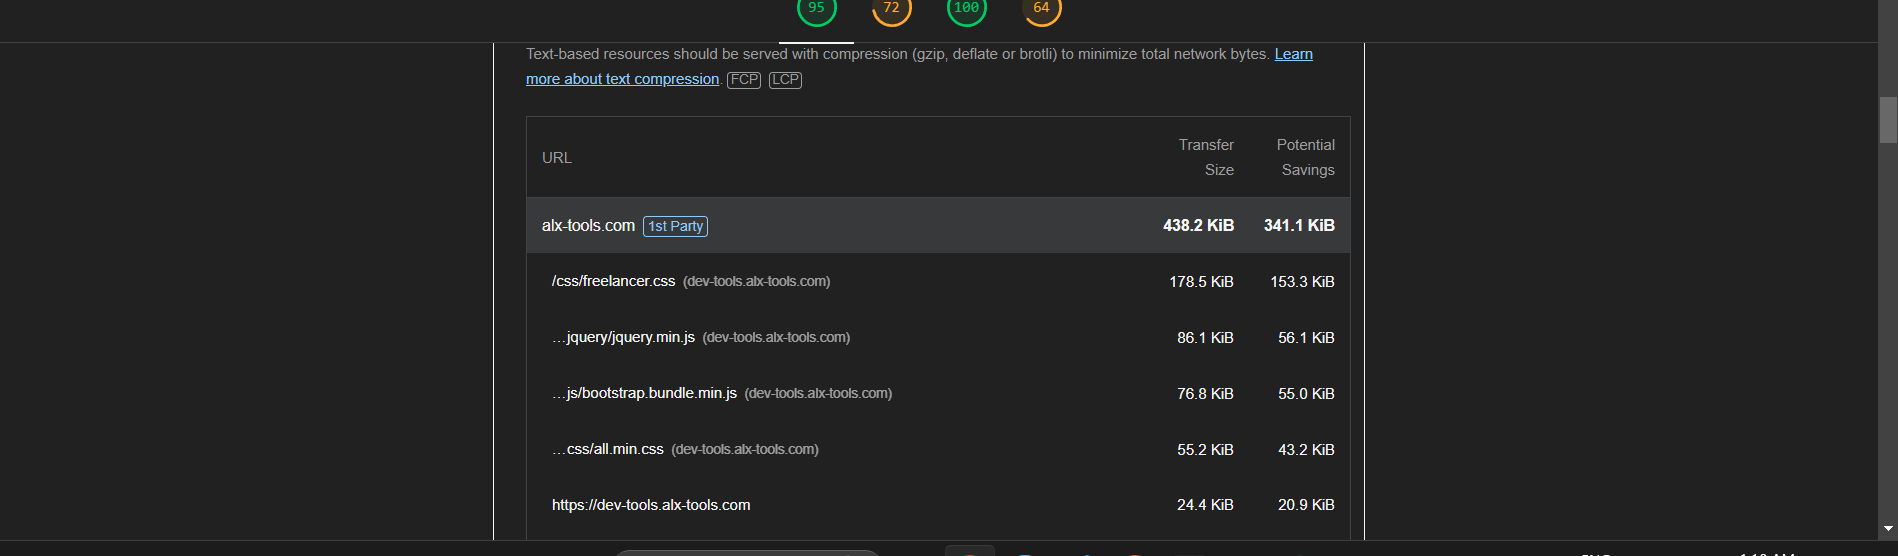 95 72 100 64
Text-based resources should be served with compression (gzip, deflate or brotli) to minimize total network bytes. Learn
more about text compression. FCP LCP
URL Transfer Size Potential Savings
alx-tools.com 1st Party 438.2 KiB 341.1 KiB
/css/freelancer.css (dev-tools.alx-tools.com) 178.5 KiB 153.3 KiB
…jquery/jquery.min.js (dev-tools.alx-tools.com) 86.1 KiB 56.1 KiB
…js/bootstrap.bundle.min.js (dev-tools.alx-tools.com) 76.8 KiB 55.0 KiB
…css/all.min.css (dev-tools.alx-tools.com) 55.2 KiB 43.2 KiB
https://dev-tools.alx-tools.com 24.4 KiB 20.9 KiB